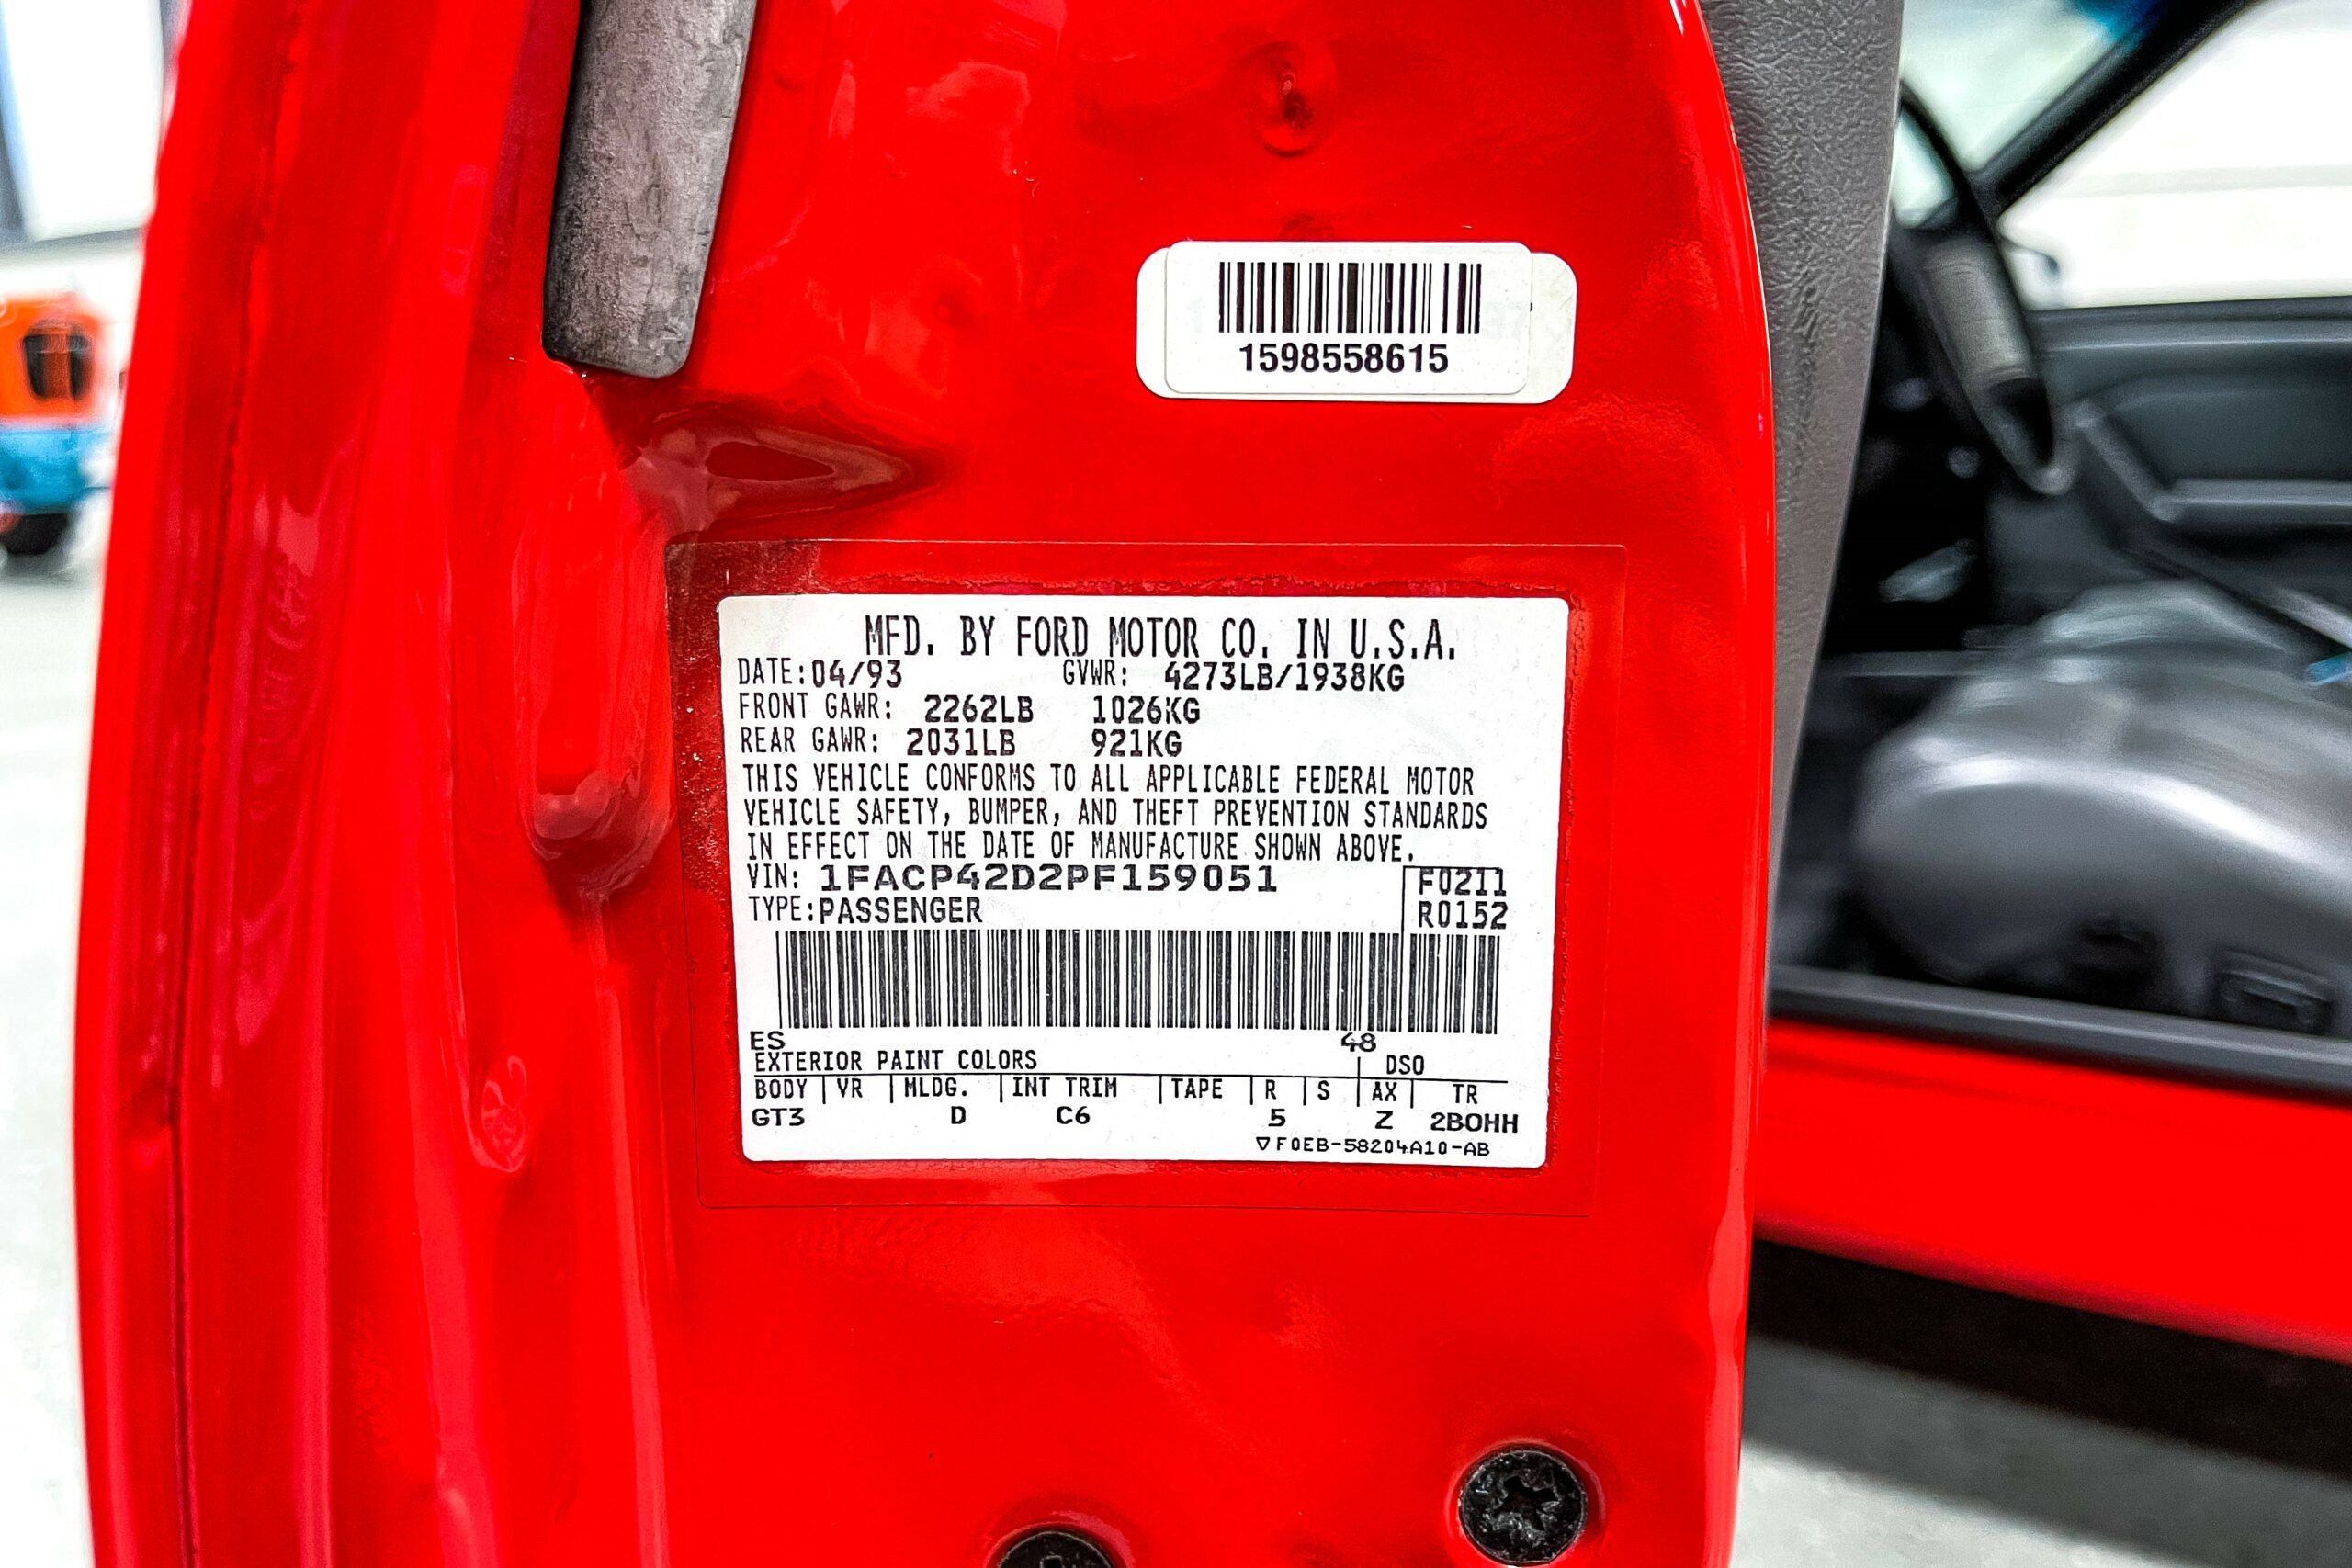 1598558615
MFD. BY FORD MOTOR CO. IN U.S.A.
DATE:04/93 GVWR: 4273LB/1938KG
FRONT GAWR: 2262LB 1026KG
REAR GAWR: 2031LB 921KG
THIS VEHICLE CONFORMS TO ALL APPLICABLE FEDERAL MOTOR
VEHICLE SAFETY, BUMPER, AND THEFT PREVENTION STANDARDS
IN EFFECT ON THE DATE OF MANUFACTURE SHOWN ABOVE.
VIN: 1FACP42D2PF159051 F0211
TYPE:PASSENGER R0152
ES 48
EXTERIOR PAINT COLORS DSO
BODY VR MLDG. INT TRIM TAPE R S AX TR
GT3 D C6 5 Z 2BOHH
▽F0EB-58204A10-AB